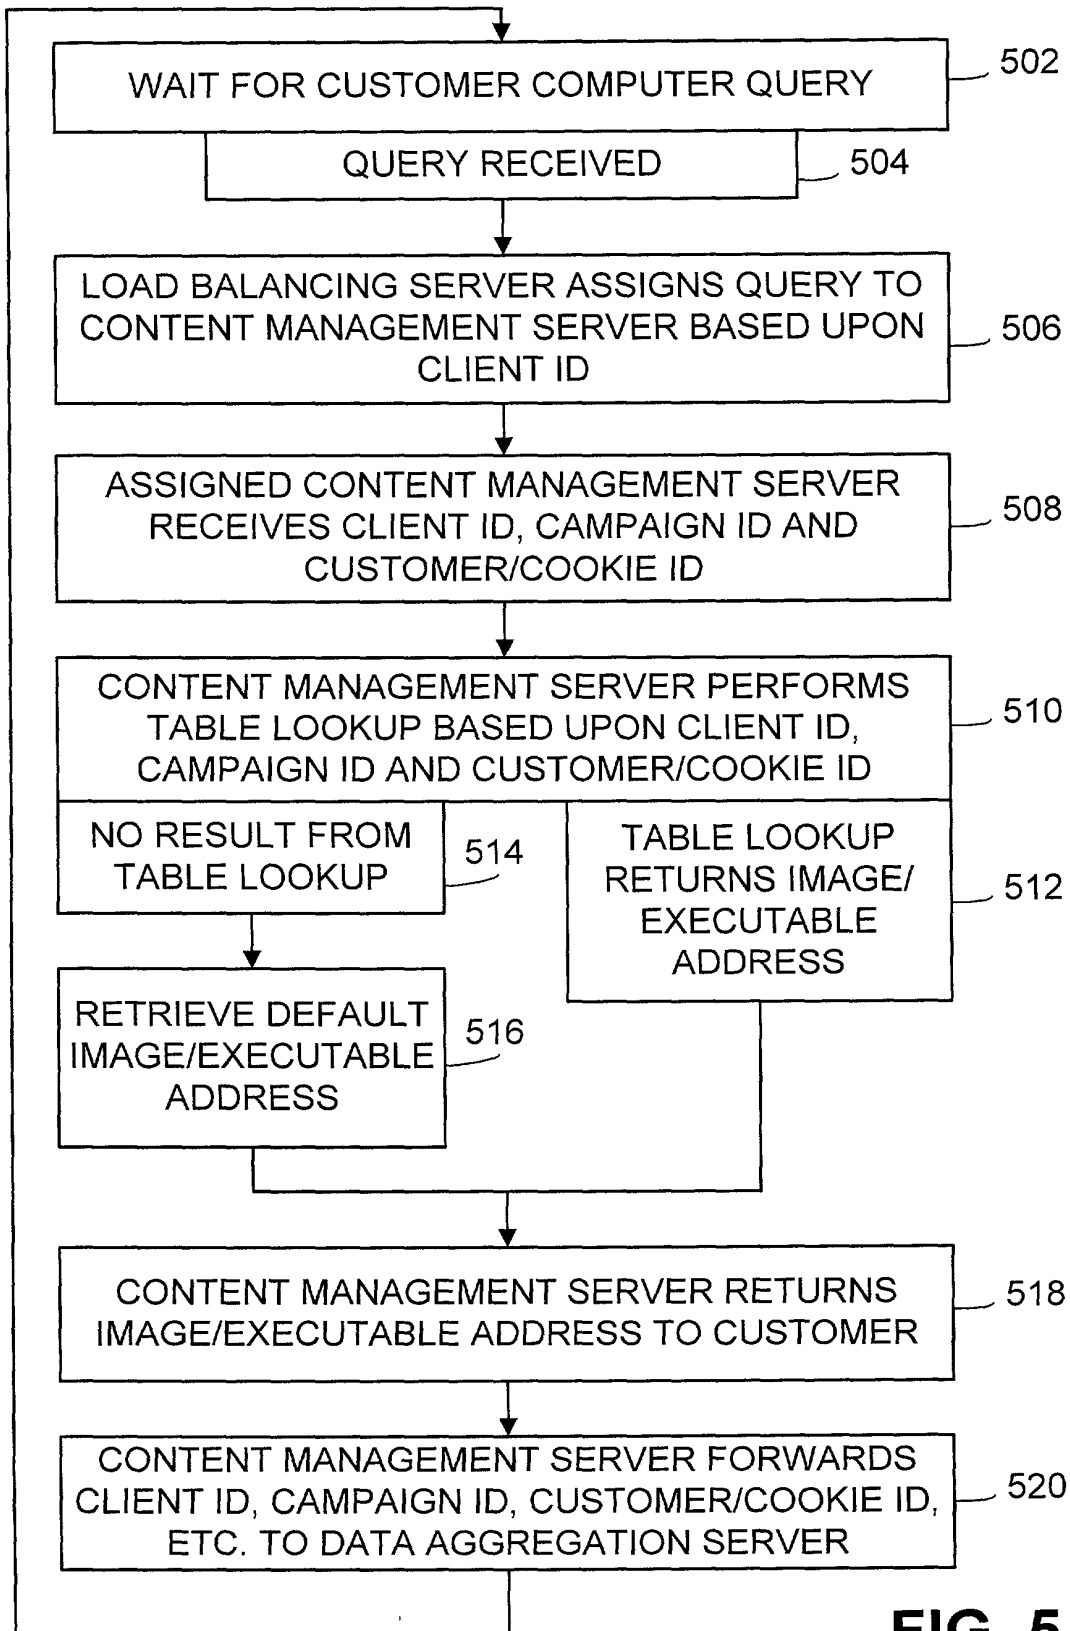 WAIT FOR CUSTOMER COMPUTER QUERY
502
QUERY RECEIVED
504
LOAD BALANCING SERVER ASSIGNS QUERY TO
CONTENT MANAGEMENT SERVER BASED UPON
CLIENT ID
506
ASSIGNED CONTENT MANAGEMENT SERVER
RECEIVES CLIENT ID, CAMPAIGN ID AND
CUSTOMER/COOKIE ID
508
CONTENT MANAGEMENT SERVER PERFORMS
TABLE LOOKUP BASED UPON CLIENT ID,
CAMPAIGN ID AND CUSTOMER/COOKIE ID
510
NO RESULT FROM
TABLE LOOKUP
514
TABLE LOOKUP
RETURNS IMAGE/
EXECUTABLE
ADDRESS
512
RETRIEVE DEFAULT
IMAGE/EXECUTABLE
ADDRESS
516
CONTENT MANAGEMENT SERVER RETURNS
IMAGE/EXECUTABLE ADDRESS TO CUSTOMER
518
CONTENT MANAGEMENT SERVER FORWARDS
CLIENT ID, CAMPAIGN ID, CUSTOMER/COOKIE ID,
ETC. TO DATA AGGREGATION SERVER
520
FIG. 5